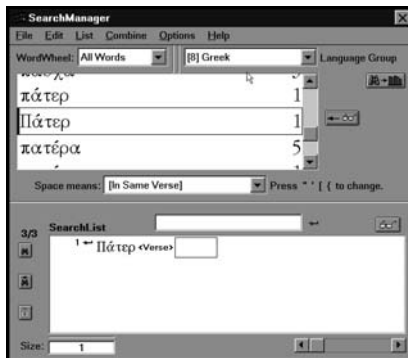 SearchManager
File Edit List Combine Options Help
WordWheel: All Words [8] Greek Language Group
πάτερ 1
Πάτερ 1
πατέρα 5
Space means: [In Same Verse] Press " ' [ { to change.
3/3 SearchList
1 Πάτερ <Verse>
Size: 1